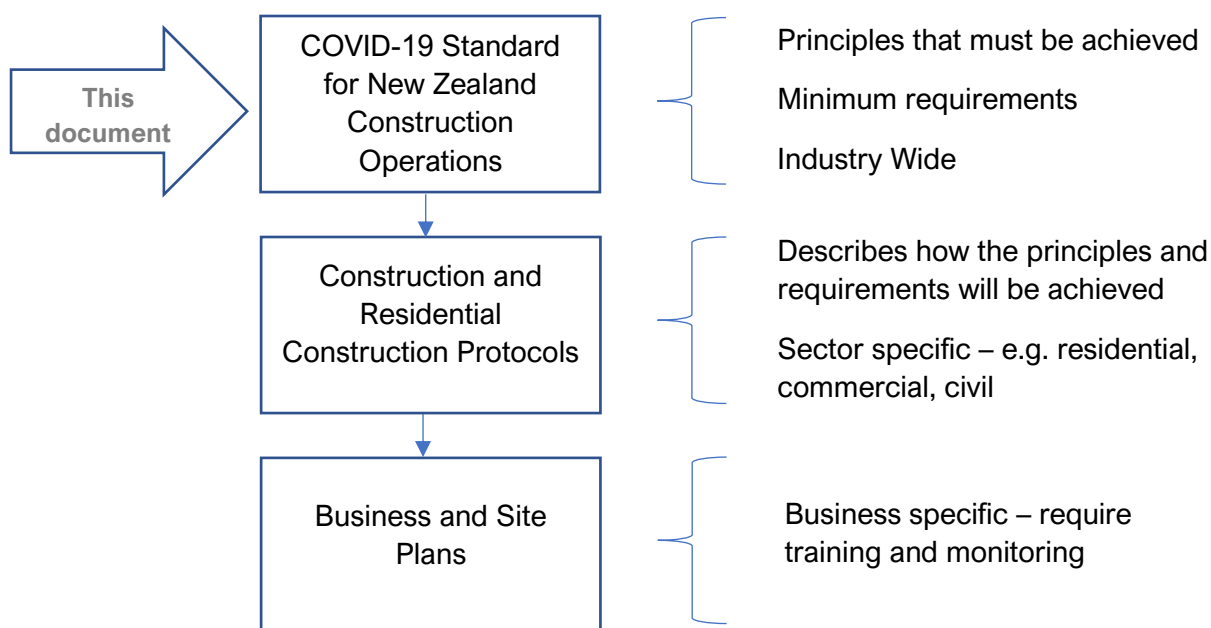 This
document
COVID-19 Standard
for New Zealand
Construction
Operations
Principles that must be achieved
Minimum requirements
Industry Wide
Construction and
Residential
Construction Protocols
Describes how the principles and
requirements will be achieved
Sector specific – e.g. residential,
commercial, civil
Business and Site
Plans
Business specific – require
training and monitoring